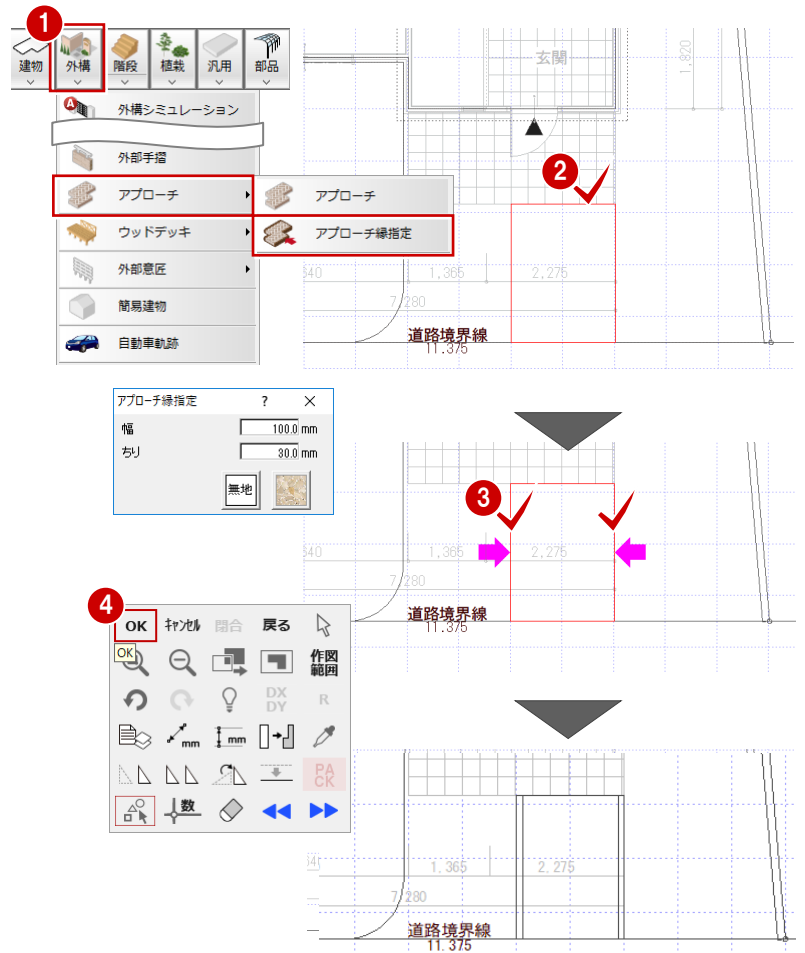 1
建物
外構
階段
植栽
汎用
部品
外構シミュレーション
外部手摺
アプローチ
ウッドデッキ
外部意匠
簡易建物
自動車軌跡
アプローチ
アプローチ縁指定
玄関
1,820
2
640
1,365
2,275
7,280
道路境界線
11.375
アプローチ縁指定 ? ×
幅 100.0 mm
ちり 30.0 mm
無地
3
640
1,365
2,275
7,280
道路境界線
11.375
4
OK キャンセル 閉合 戻る
OK
作図
範囲
DX
DY
R
mm
mm
PA
CK
数
1,365
2,275
7,280
道路境界線
11.375